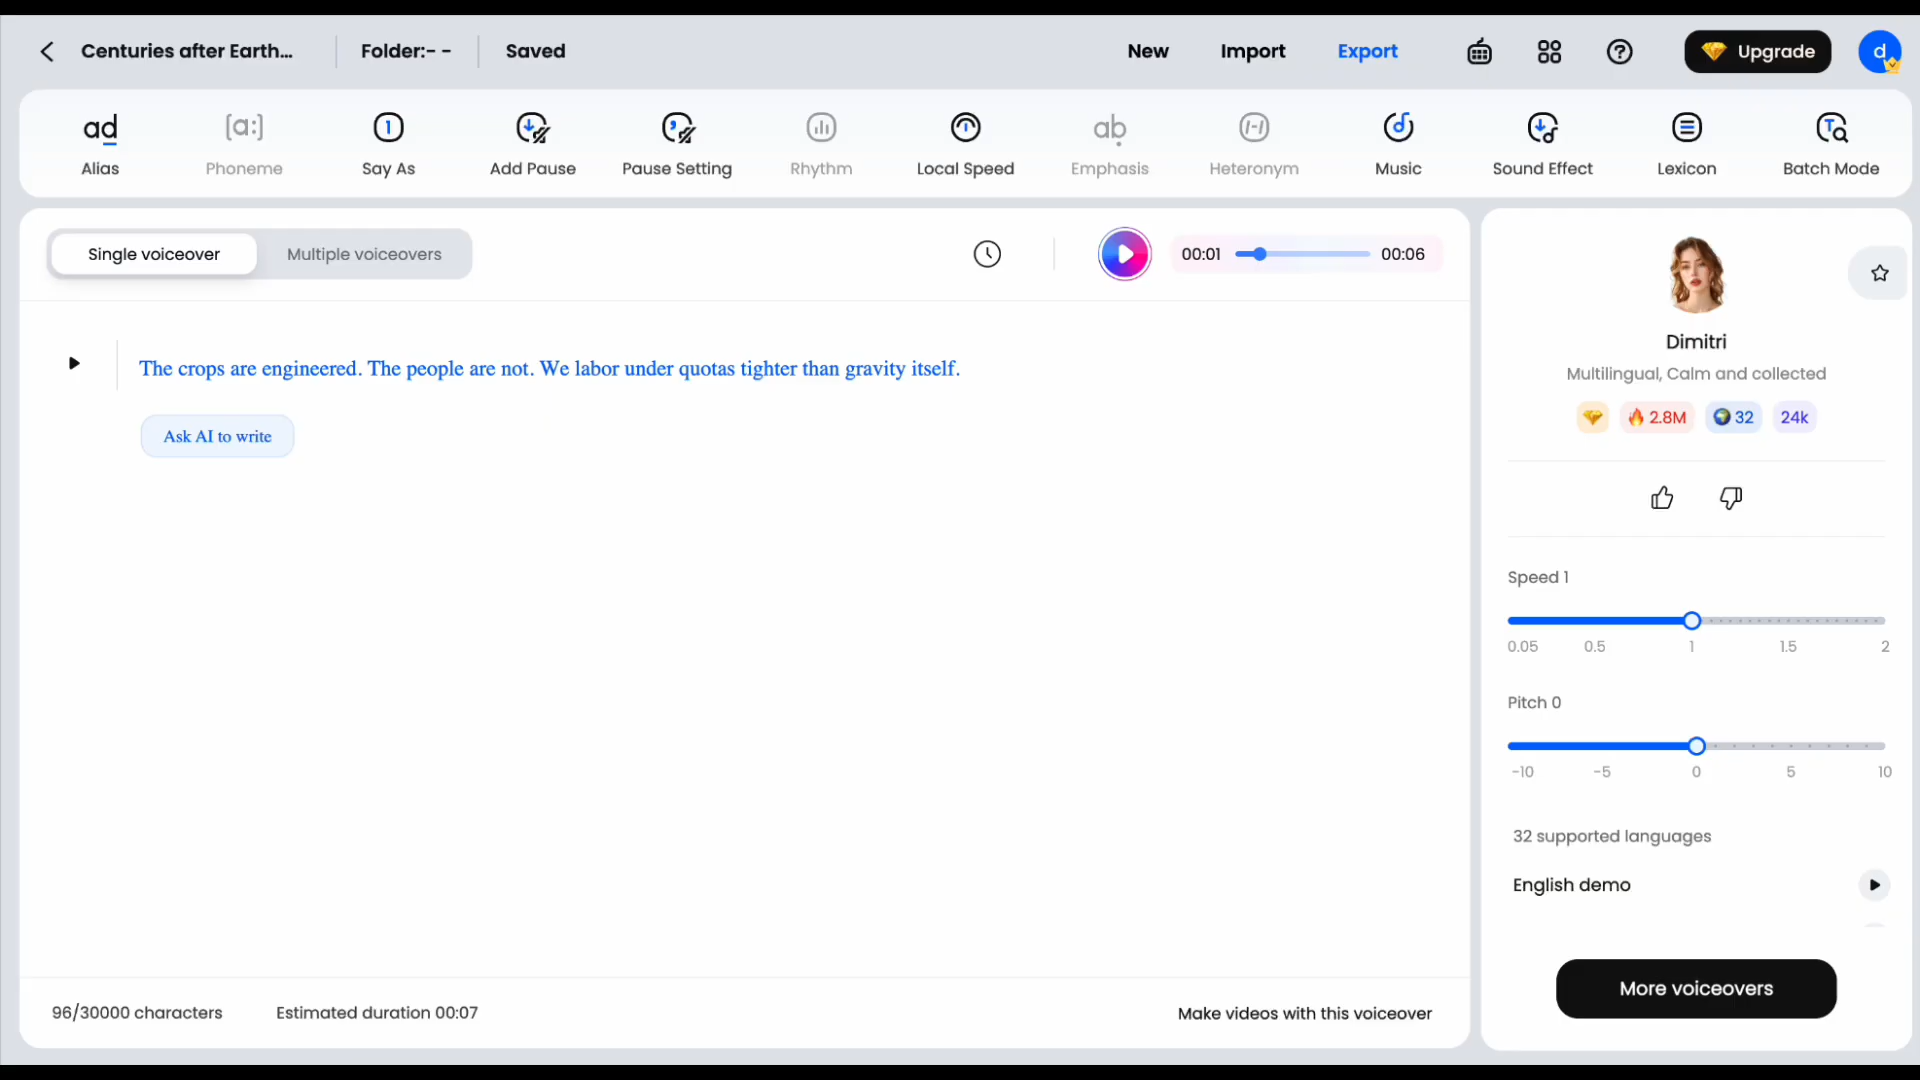 Centuries after Earth...
Folder:- -
Saved
New
Import
Export
Upgrade
d
ad
Alias
[a:]
Phoneme
1
Say As
Add Pause
Pause Setting
Rhythm
Local Speed
ab
Emphasis
Heteronym
Music
Sound Effect
Lexicon
T
Batch Mode
Single voiceover
Multiple voiceovers
00:01
00:06
The crops are engineered. The people are not. We labor under quotas tighter than gravity itself.
Ask AI to write
96/30000 characters
Estimated duration 00:07
Make videos with this voiceover
Dimitri
Multilingual, Calm and collected
2.8M
32
24k
Speed 1
0.05 0.5 1 1.5 2
Pitch 0
-10 -5 0 5 10
32 supported languages
English demo
More voiceovers